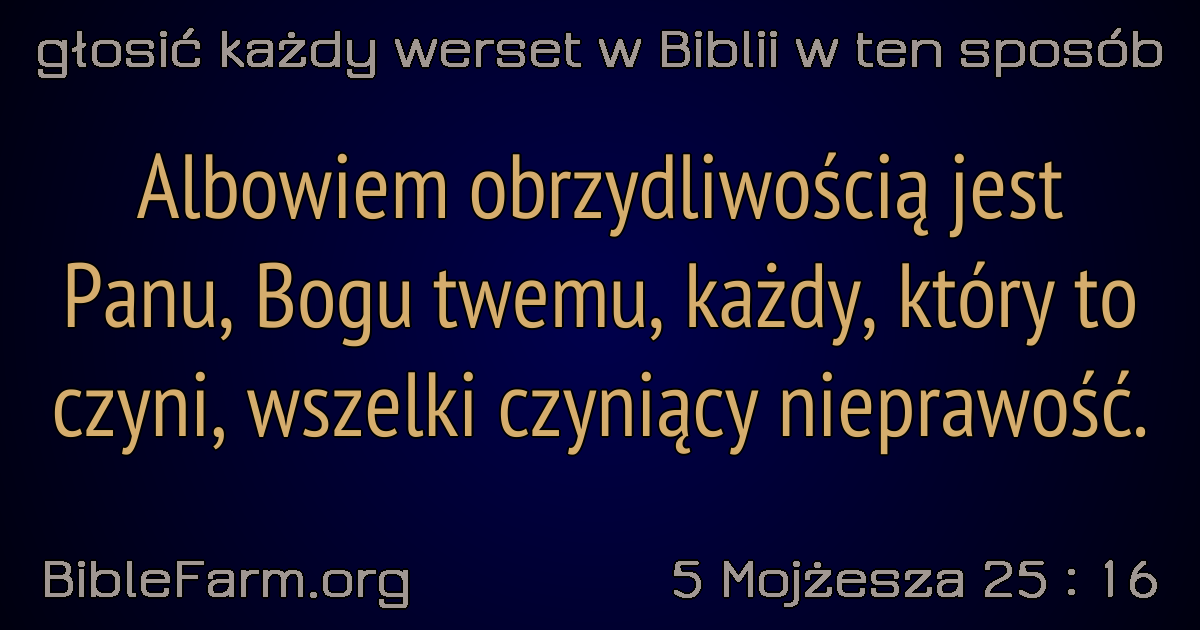 głosić każdy werset w Biblii w ten sposób
Albowiem obrzydliwością jest
Panu, Bogu twemu, każdy, który to
czyni, wszelki czyniący nieprawość.
BibleFarm.org
5 Mojżesza 25 : 16